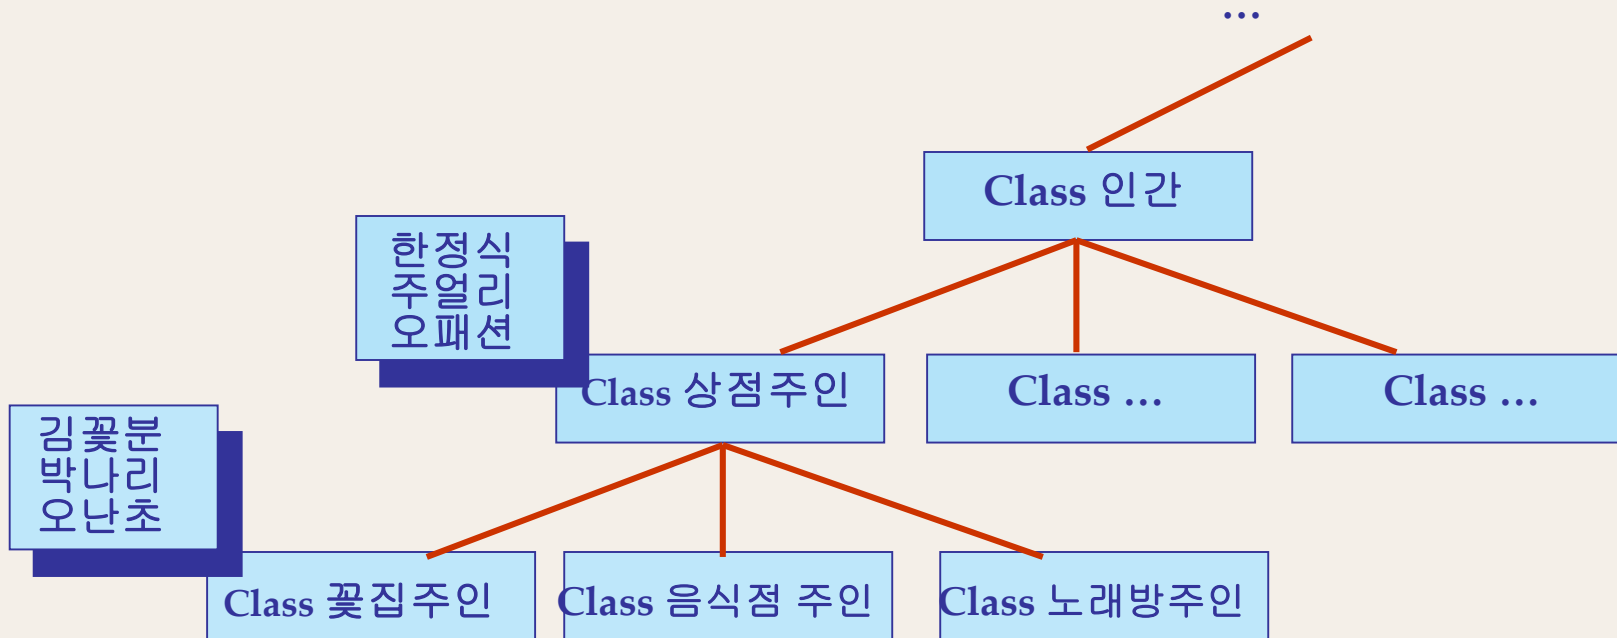 ...
Class 인간
한정식
주얼리
오패션
Class 상점주인
Class ...
Class ...
김꽃분
박나리
오난초
Class 꽃집주인
Class 음식점 주인
Class 노래방주인